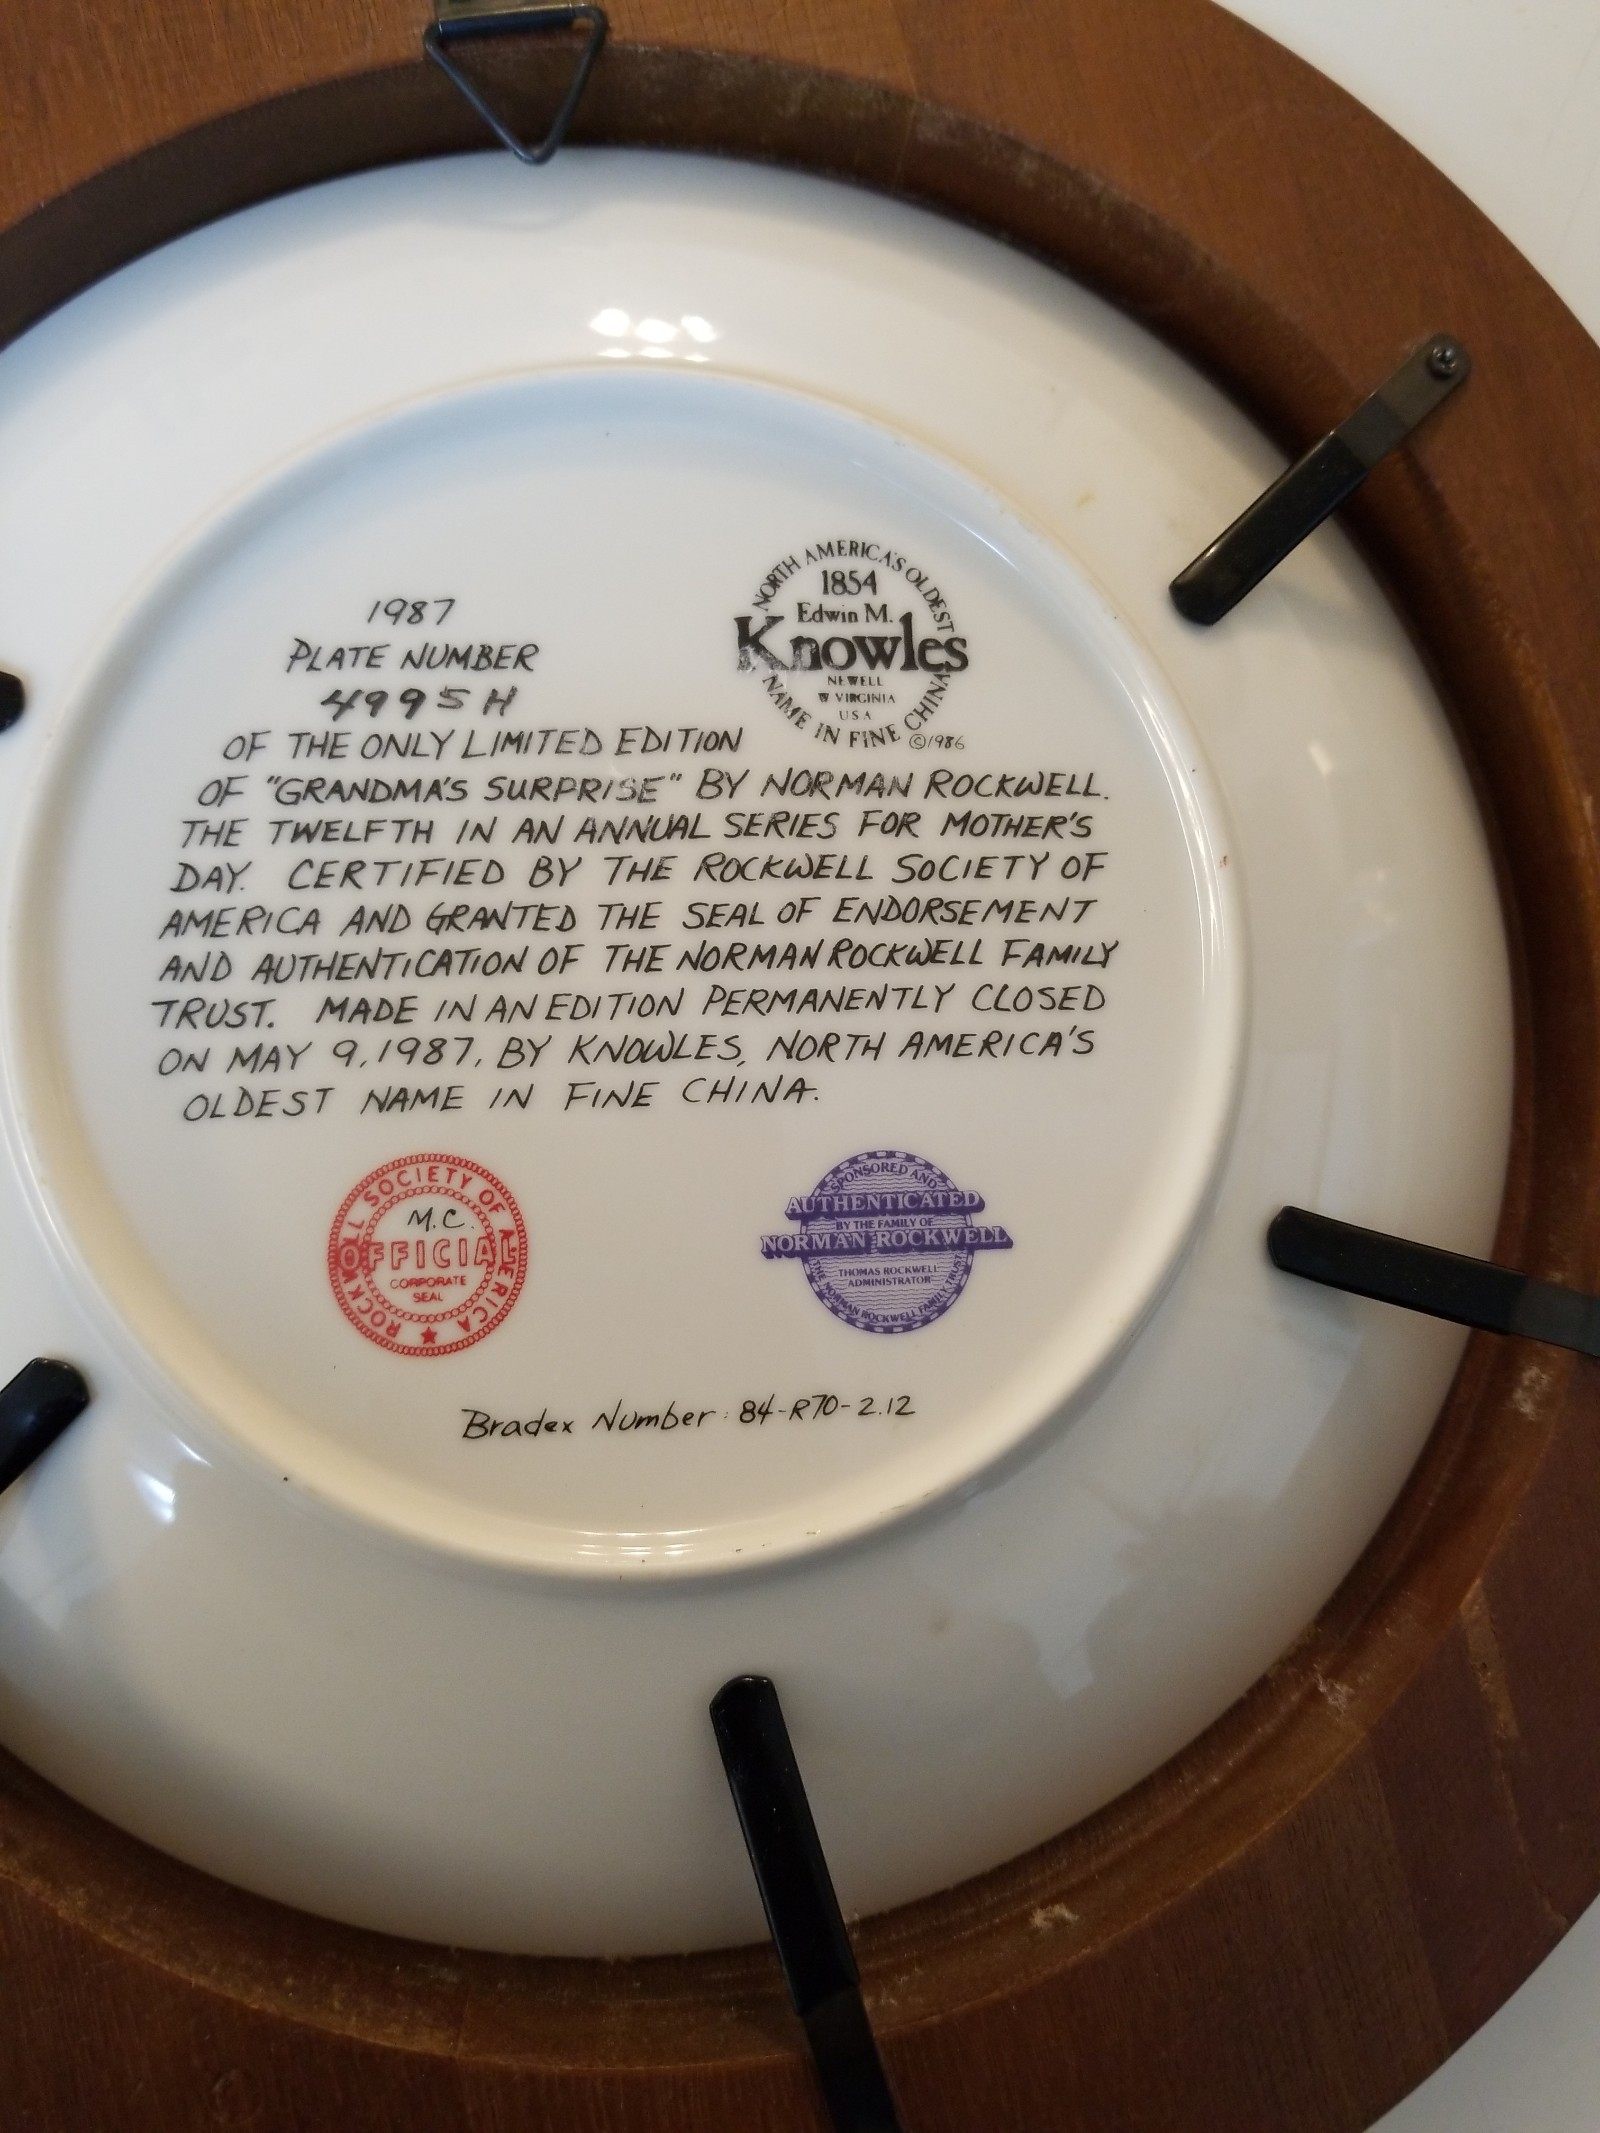 1987
PLATE NUMBER
4995H
OF THE ONLY LIMITED EDITION
OF "GRANDMA'S SURPRISE" BY NORMAN ROCKWELL.
THE TWELFTH IN AN ANNUAL SERIES FOR MOTHER'S
DAY. CERTIFIED BY THE ROCKWELL SOCIETY OF
AMERICA AND GRANTED THE SEAL OF ENDORSEMENT
AND AUTHENTICATION OF THE NORMAN ROCKWELL FAMILY
TRUST. MADE IN AN EDITION PERMANENTLY CLOSED
ON MAY 9, 1987, BY KNOWLES, NORTH AMERICA'S
OLDEST NAME IN FINE CHINA.
NORTH AMERICA'S OLDEST
1854
Edwin M.
Knowles
NEWELL
W VIRGINIA
USA
NAME IN FINE CHINA
©1986
ROCKWELL SOCIETY OF AMERICA
M.C.
OFFICIAL
CORPORATE
SEAL
SPONSORED AND
AUTHENTICATED
BY THE FAMILY OF
NORMAN ROCKWELL
THOMAS ROCKWELL
ADMINISTRATOR
THE NORMAN ROCKWELL FAMILY TRUST
Bradex Number: 84-R70-2.12